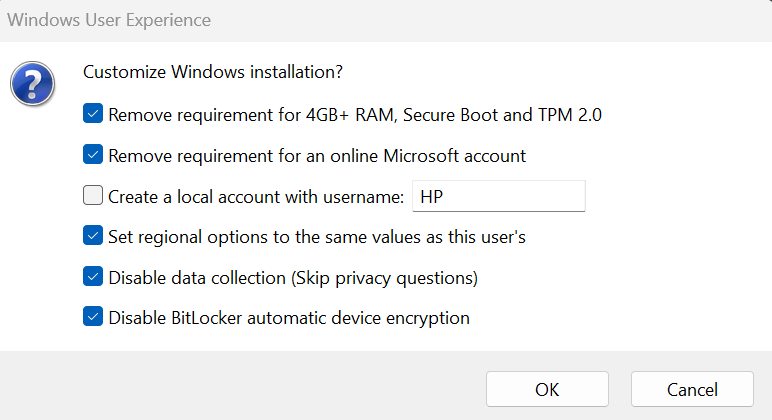 Windows User Experience
Customize Windows installation?
Remove requirement for 4GB+ RAM, Secure Boot and TPM 2.0
Remove requirement for an online Microsoft account
Create a local account with username: HP
Set regional options to the same values as this user's
Disable data collection (Skip privacy questions)
Disable BitLocker automatic device encryption
OK Cancel